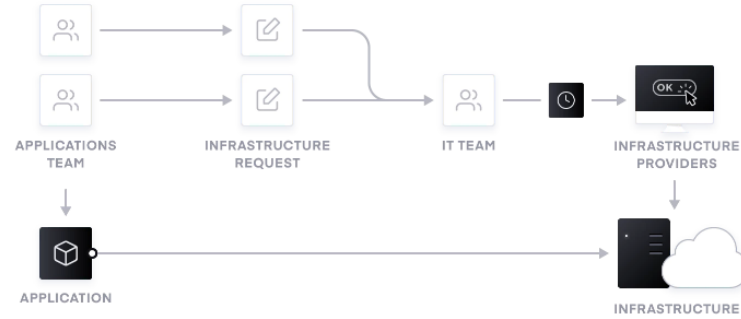 APPLICATIONS
TEAM
INFRASTRUCTURE
REQUEST
IT TEAM
OK
INFRASTRUCTURE
PROVIDERS
APPLICATION
INFRASTRUCTURE